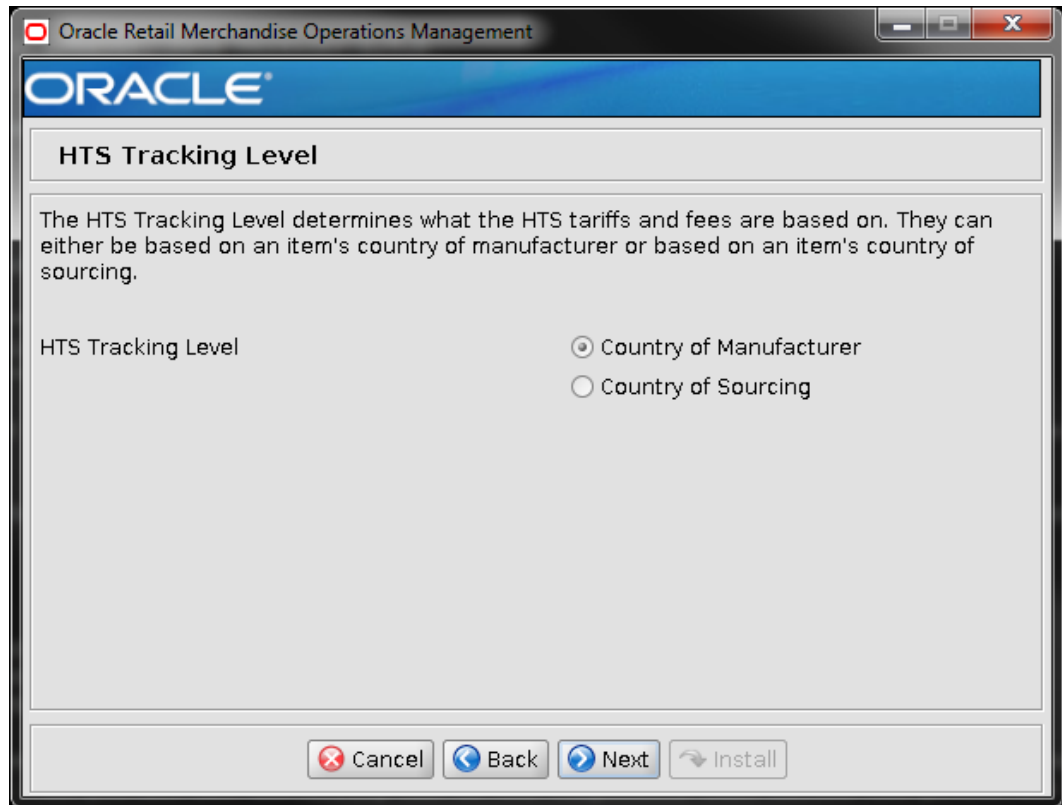 Oracle Retail Merchandise Operations Management
ORACLE®
HTS Tracking Level
The HTS Tracking Level determines what the HTS tariffs and fees are based on. They can
either be based on an item's country of manufacturer or based on an item's country of
sourcing.
HTS Tracking Level
Country of Manufacturer
Country of Sourcing
Cancel
Back
Next
Install